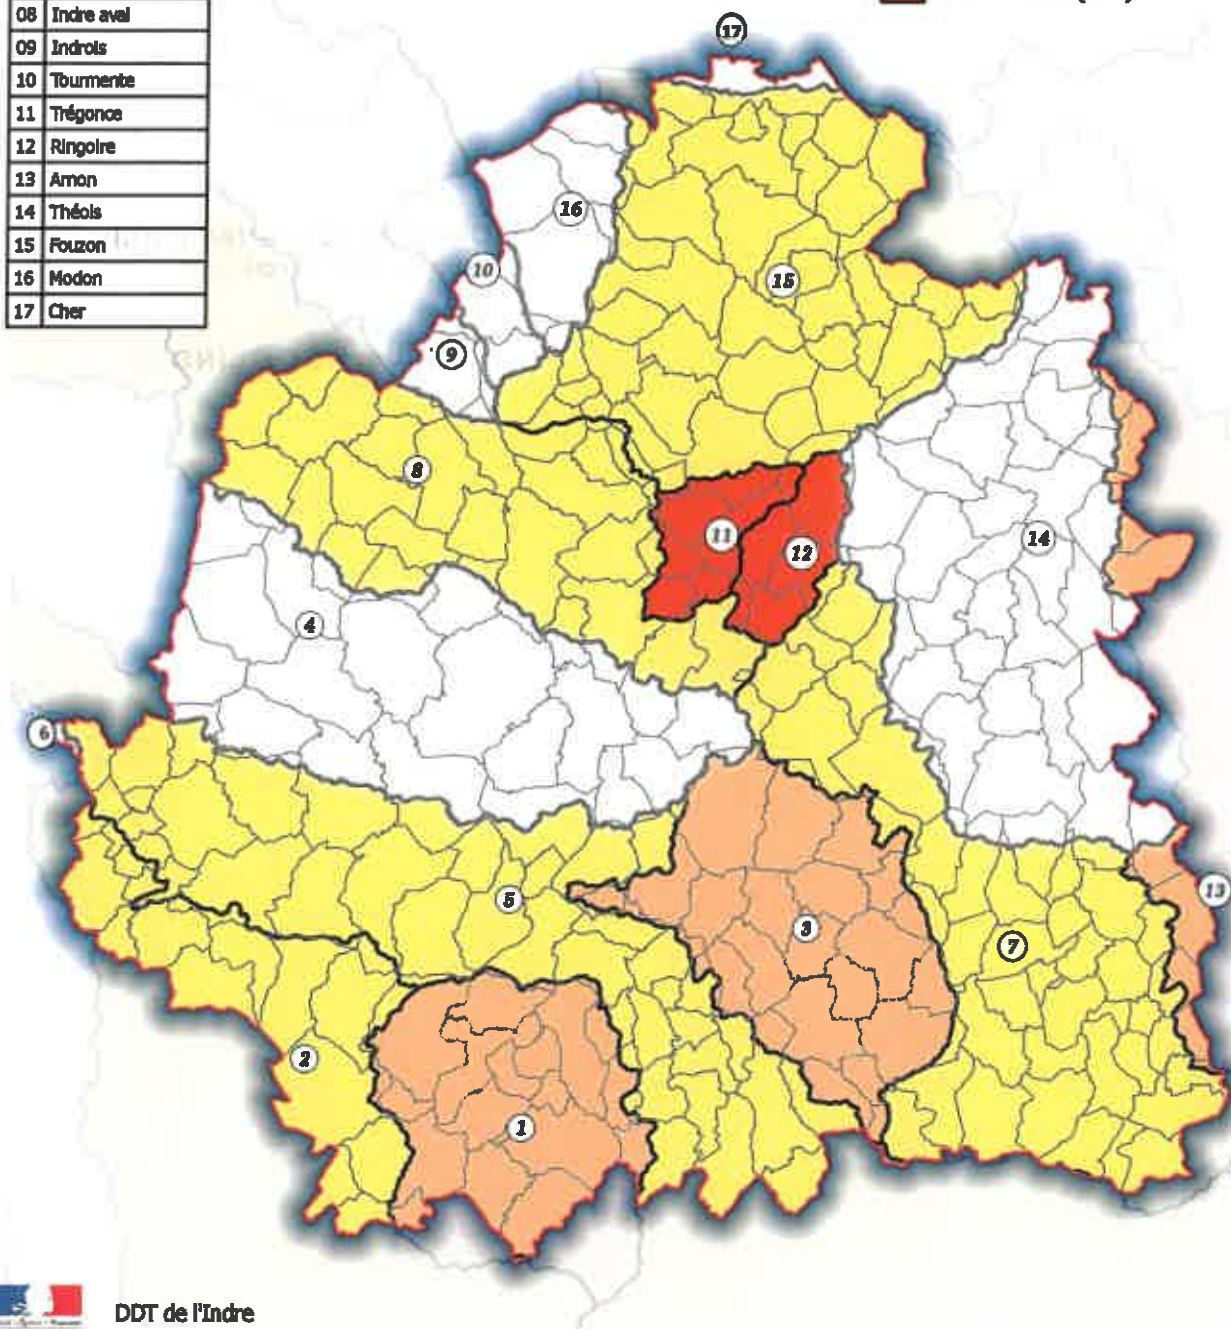 08 Indre aval
09 Indrois
10 Tourmente
11 Trégonce
12 Ringoire
13 Arnon
14 Théols
15 Fouzon
16 Modon
17 Cher
17
16
10
15
9
8
11
12
14
4
6
5
3
13
7
2
1
DDT de l'Indre